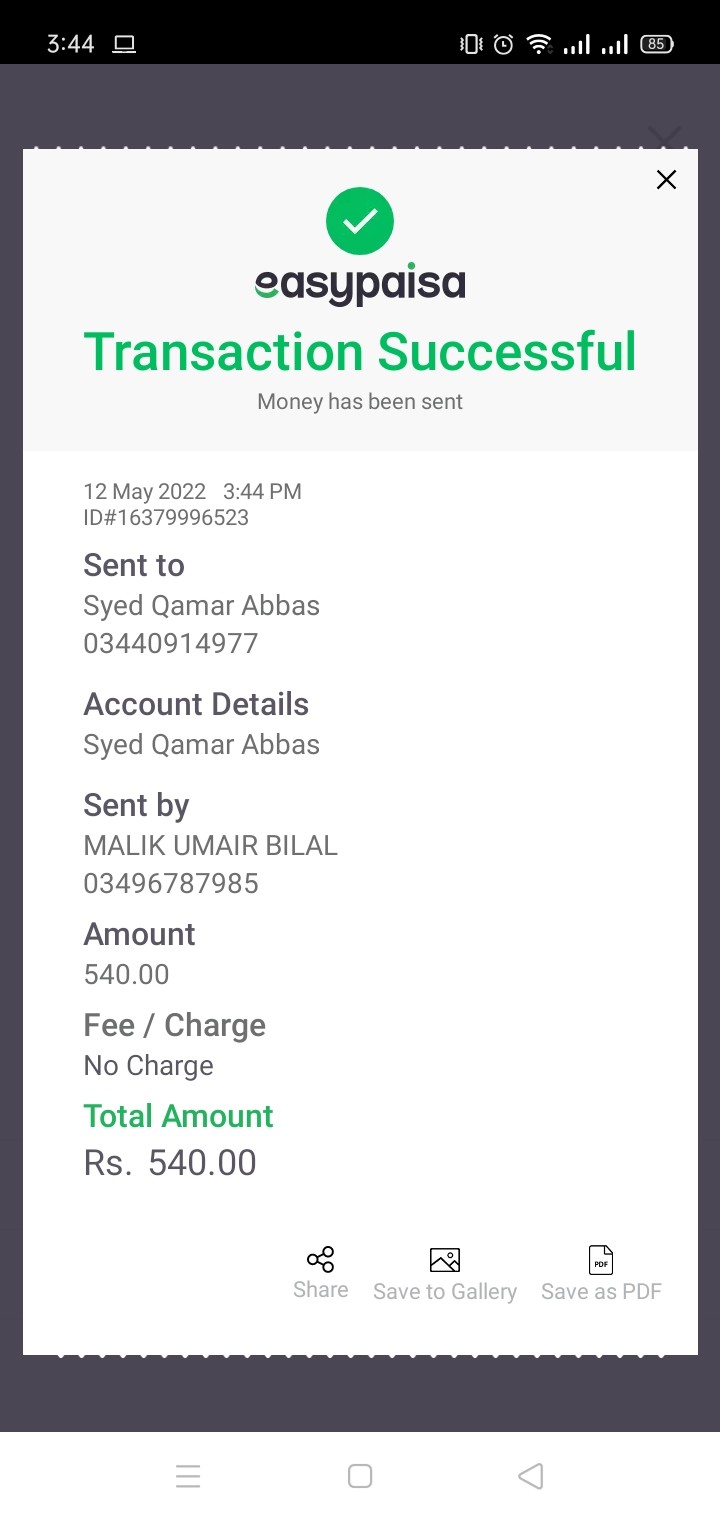 3:44
85
easypaisa
Transaction Successful
Money has been sent
12 May 2022 3:44 PM
ID#16379996523
Sent to
Syed Qamar Abbas
03440914977
Account Details
Syed Qamar Abbas
Sent by
MALIK UMAIR BILAL
03496787985
Amount
540.00
Fee / Charge
No Charge
Total Amount
Rs. 540.00
PDF
Share Save to Gallery Save as PDF